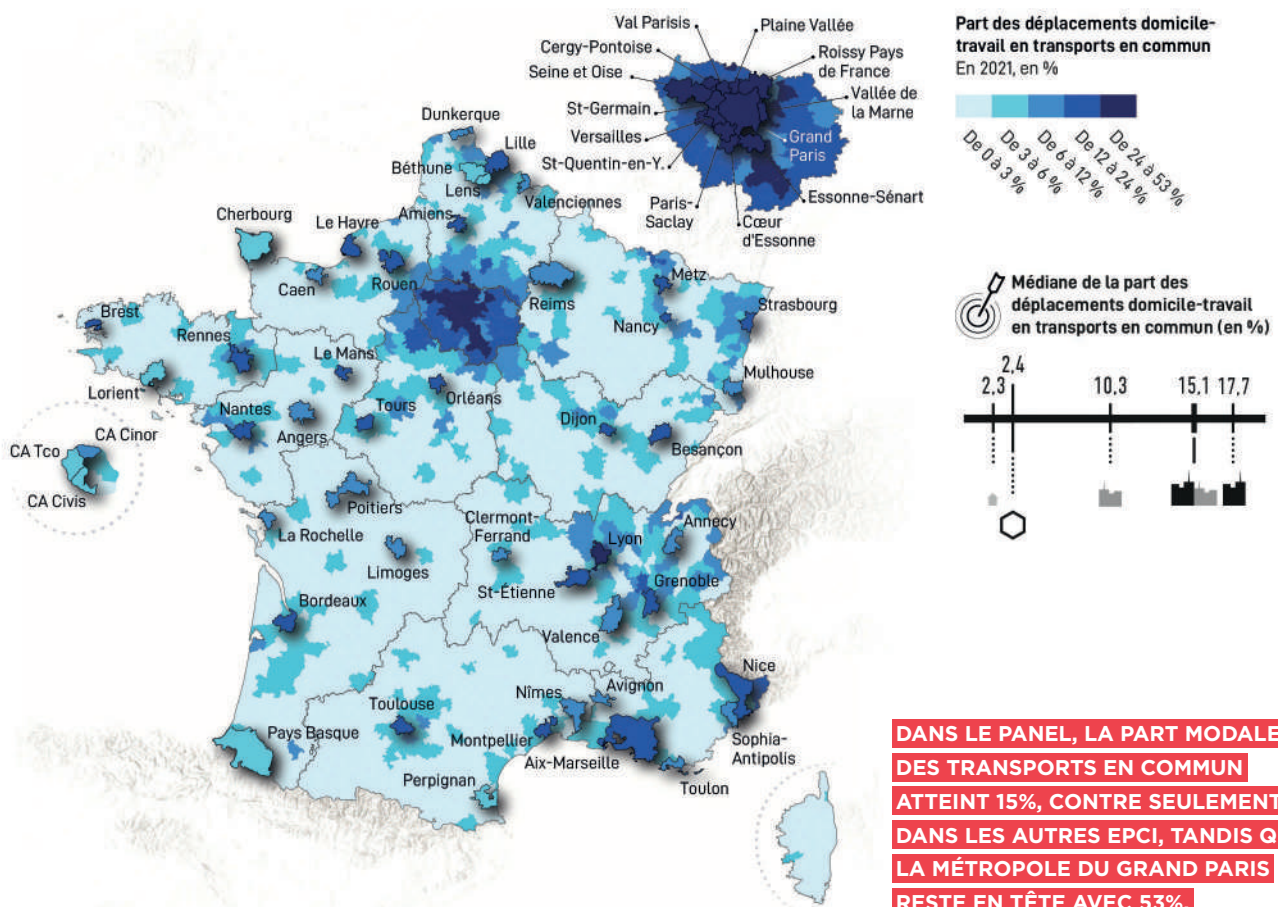 Val Parisis
Plaine Vallée
Cergy-Pontoise
Roissy Pays
de France
Seine et Oise
Vallée de
la Marne
St-Germain
Versailles
Grand
Paris
St-Quentin-en-Y.
Essonne-Sénart
Paris-
Saclay
Cœur
d'Essonne
Part des déplacements domicile-
travail en transports en commun
En 2021, en %
De 0 à 3 %
De 3 à 6 %
De 6 à 12 %
De 12 à 24 %
De 24 à 53 %
Médiane de la part des
déplacements domicile-travail
en transports en commun (en %)
2,3
2,4
10,3
15,1
17,7
Dunkerque
Lille
Béthune
Lens
Valenciennes
Amiens
Cherbourg
Le Havre
Rouen
Caen
Reims
Metz
Nancy
Strasbourg
Brest
Rennes
Le Mans
Lorient
Orléans
Mulhouse
Nantes
Angers
Tours
Dijon
Besançon
CA Cinor
CA Tco
CA Civis
Poitiers
La Rochelle
Limoges
Clermont-
Ferrand
Lyon
Annecy
St-Étienne
Grenoble
Bordeaux
Valence
Nice
Nîmes
Avignon
Toulouse
Montpellier
Pays Basque
Aix-Marseille
Sophia-
Antipolis
Perpignan
Toulon
DANS LE PANEL, LA PART MODALE
DES TRANSPORTS EN COMMUN
ATTEINT 15%, CONTRE SEULEMENT
DANS LES AUTRES EPCI, TANDIS Q
LA MÉTROPOLE DU GRAND PARIS
RESTE EN TÊTE AVEC 53%.